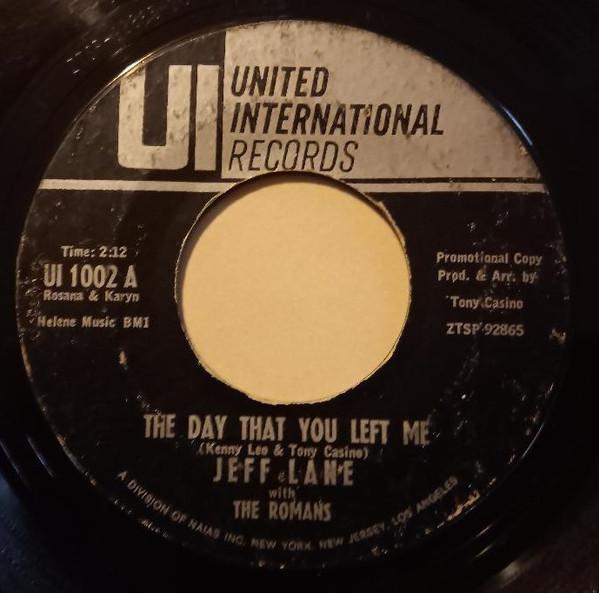 UI
UNITED
INTERNATIONAL
RECORDS
Time: 2:12
UI 1002 A
Rosana & Karyn
Helene Music BMI
Promotional Copy
Prod. & Arr. by
Tony Casino
ZTSP 92865
THE DAY THAT YOU LEFT ME
(Kenny Leo & Tony Casino)
JEFF LANE
with
THE ROMANS
A DIVISION OF NAIAS INC. NEW YORK, NEW JERSEY, LOS ANGELES